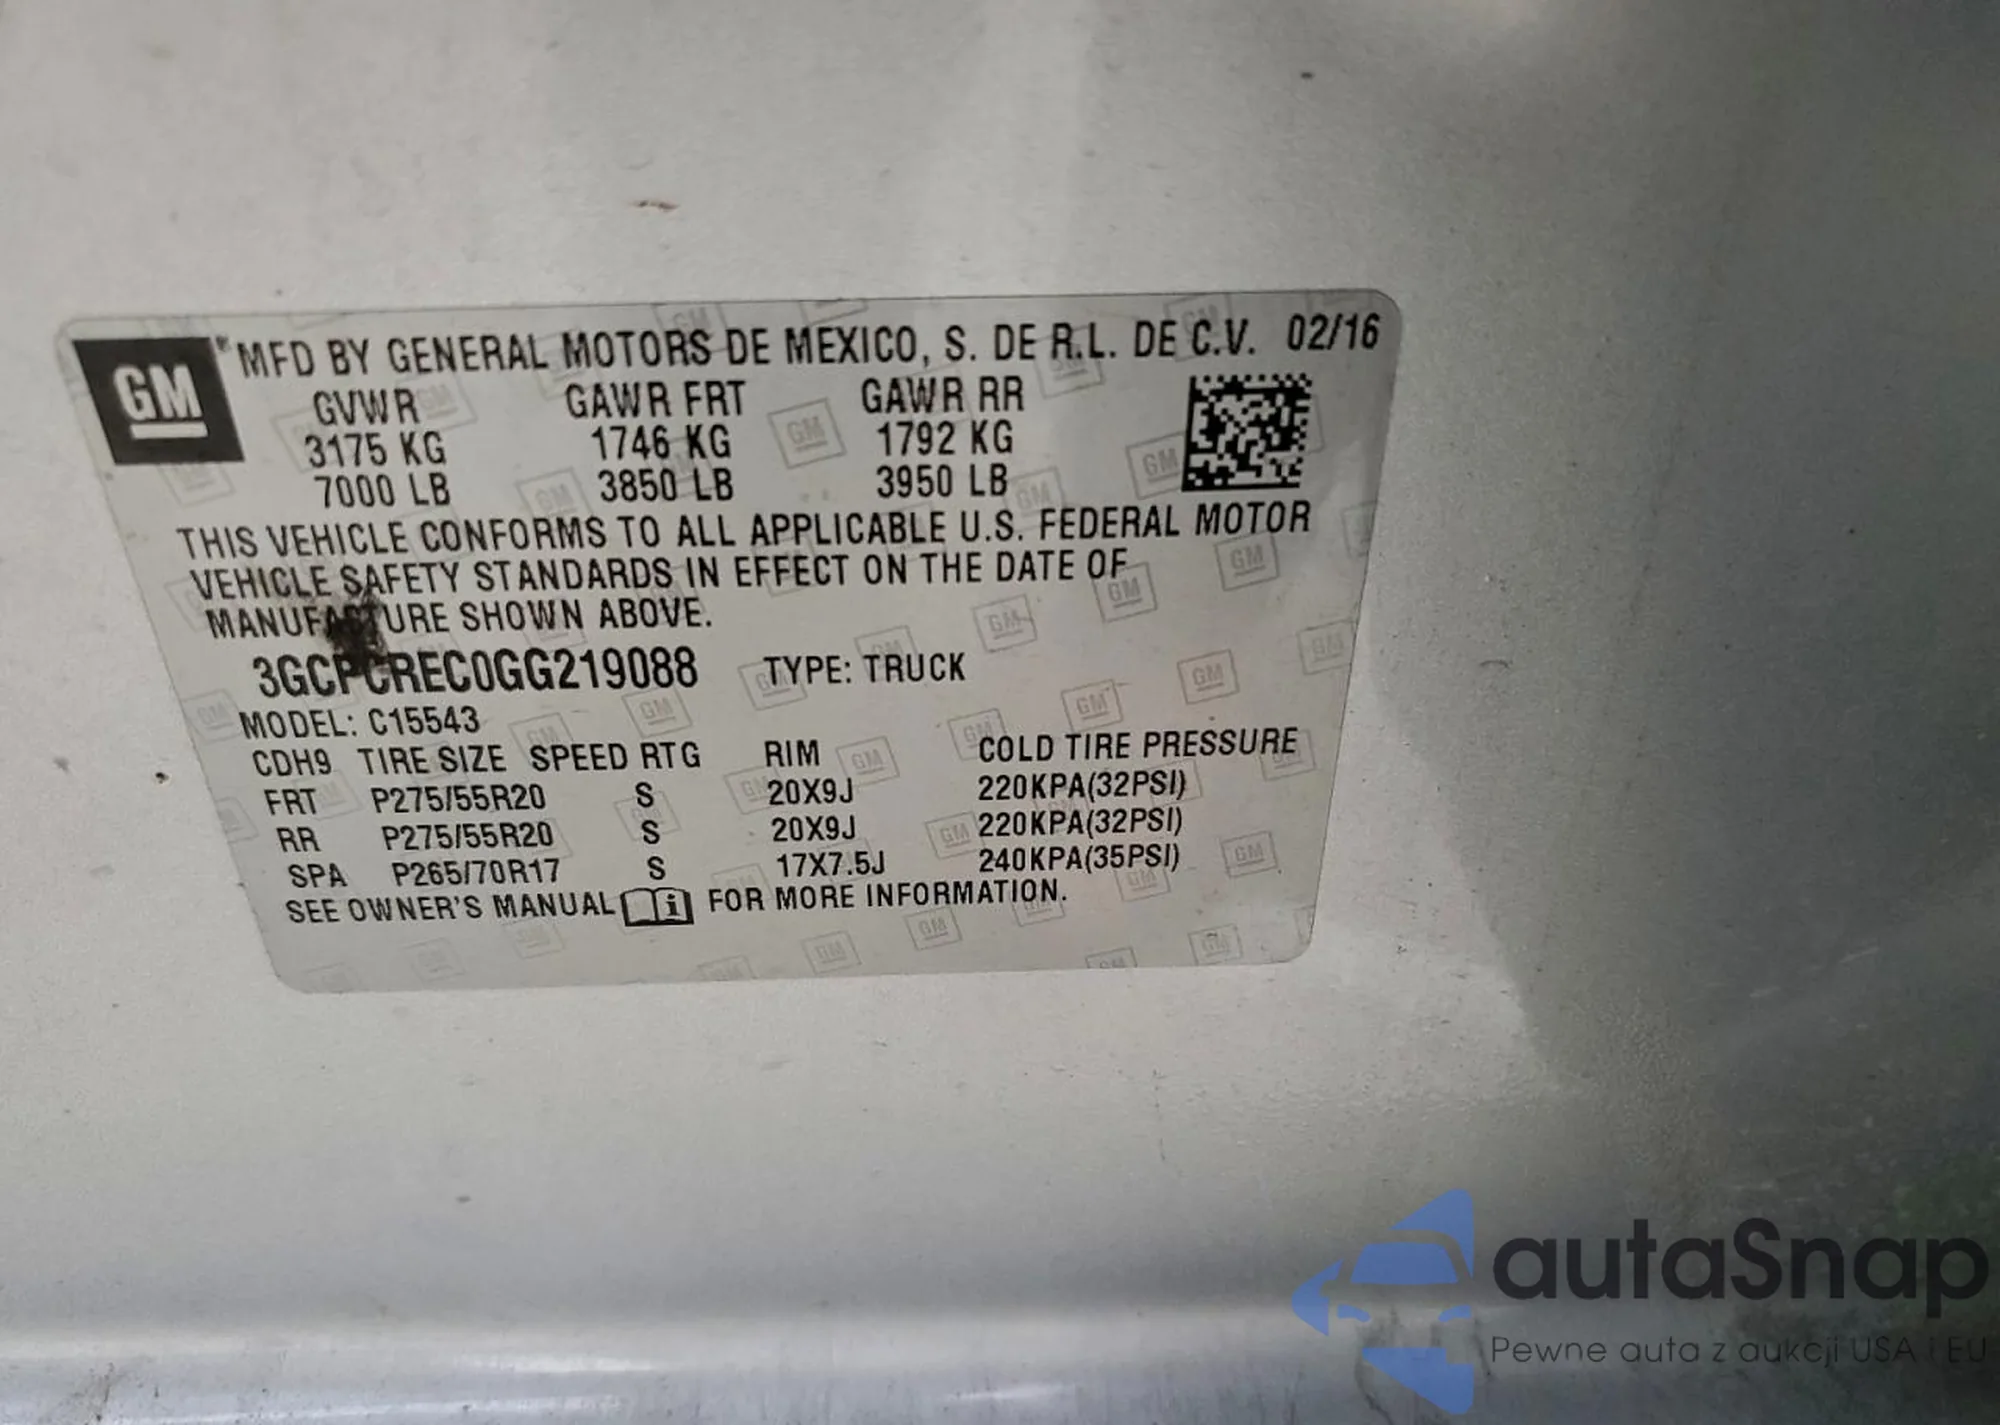 GM
MFD BY GENERAL MOTORS DE MEXICO, S. DE R.L. DE C.V. 02/16
GVWR GAWR FRT GAWR RR
3175 KG 1746 KG 1792 KG
7000 LB 3850 LB 3950 LB
THIS VEHICLE CONFORMS TO ALL APPLICABLE U.S. FEDERAL MOTOR
VEHICLE SAFETY STANDARDS IN EFFECT ON THE DATE OF
MANUFACTURE SHOWN ABOVE.
3GCPCREC0GG219088 TYPE: TRUCK
MODEL: C15543
CDH9 TIRE SIZE SPEED RTG RIM COLD TIRE PRESSURE
FRT P275/55R20 S 20X9J 220KPA(32PSI)
RR P275/55R20 S 20X9J 220KPA(32PSI)
SPA P265/70R17 S 17X7.5J 240KPA(35PSI)
SEE OWNER'S MANUAL i FOR MORE INFORMATION.
autaSnap
Pewne auta z aukcji USA i EU